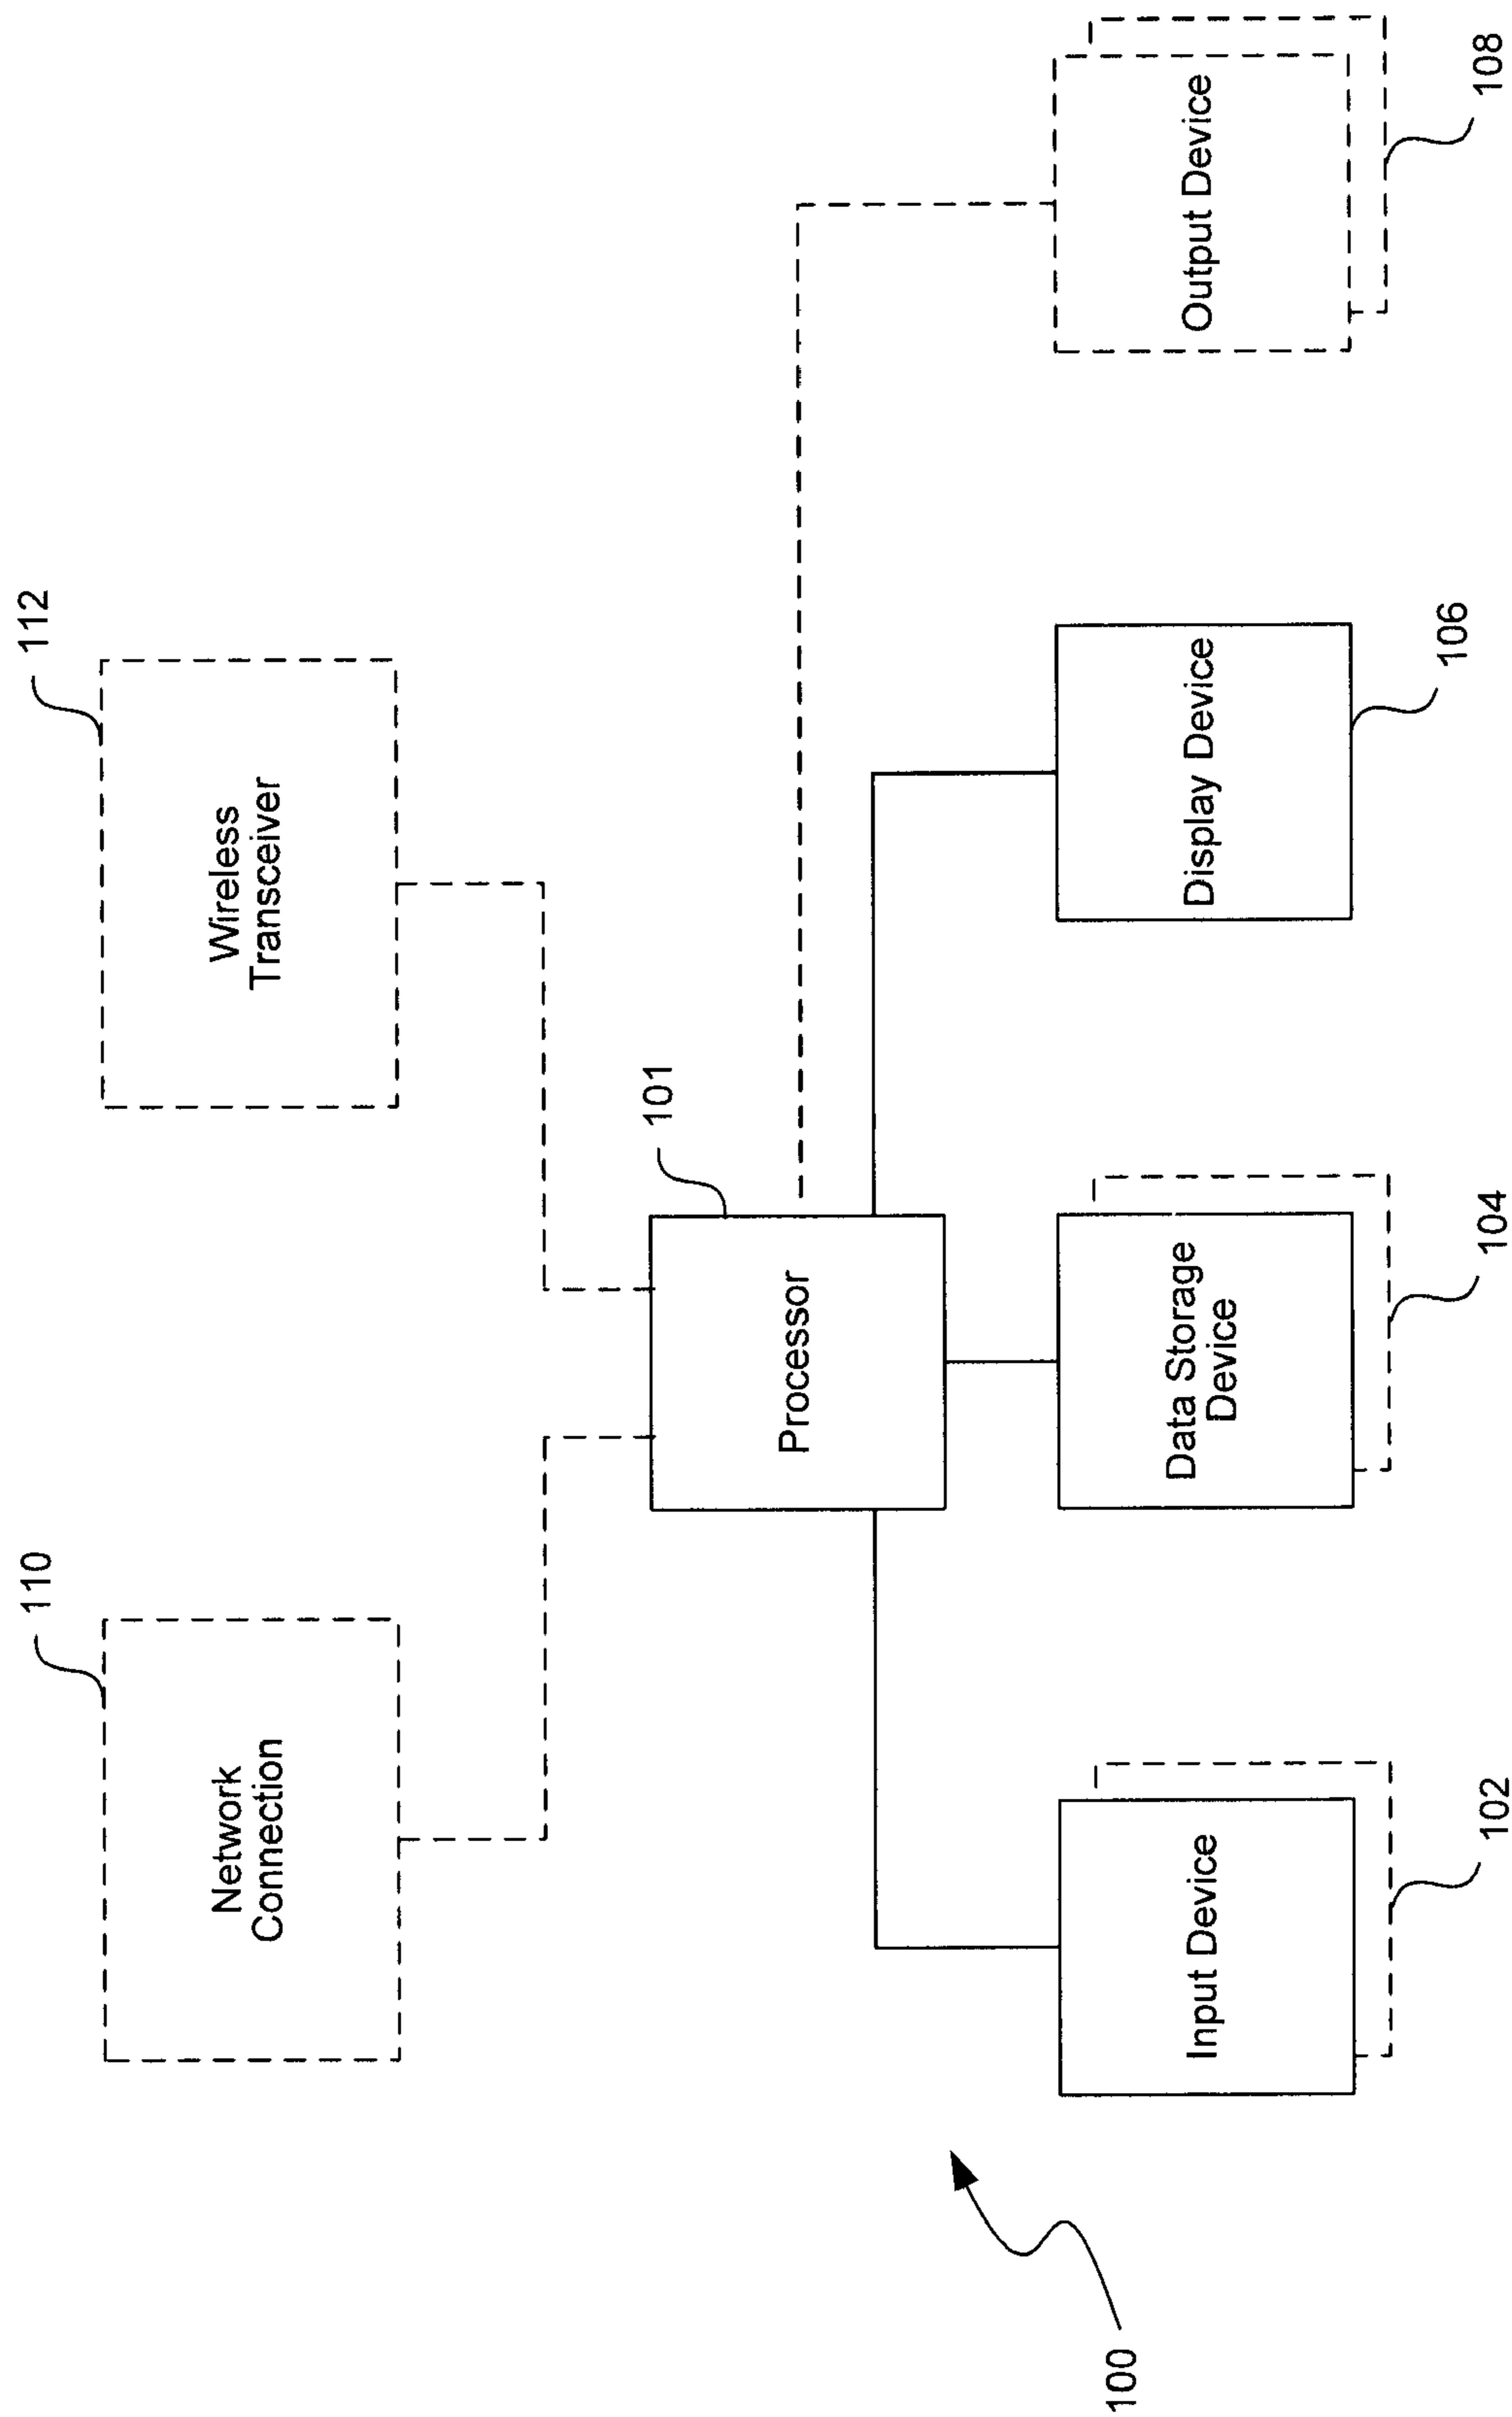 110
112
Network
Connection
Wireless
Transceiver
101
Processor
Input Device
Data Storage
Device
Display Device
Output Device
100
102
104
106
108